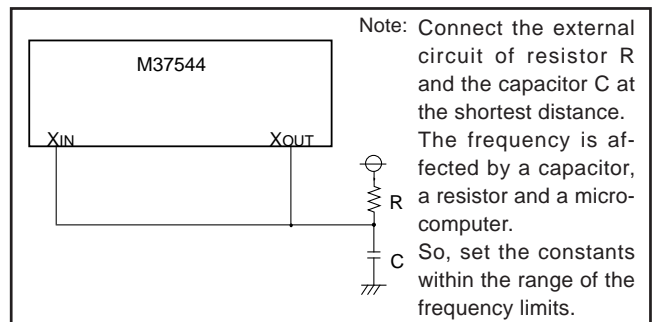 M37544
XIN
XOUT
R
C
Note: Connect the external
circuit of resistor R
and the capacitor C at
the shortest distance.
The frequency is af-
fected by a capacitor,
a resistor and a micro-
computer.
So, set the constants
within the range of the
frequency limits.